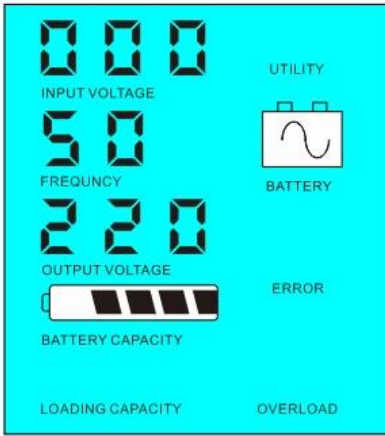 000
UTILITY
INPUT VOLTAGE
50
FREQUNCY
BATTERY
220
OUTPUT VOLTAGE
ERROR
BATTERY CAPACITY
LOADING CAPACITY
OVERLOAD